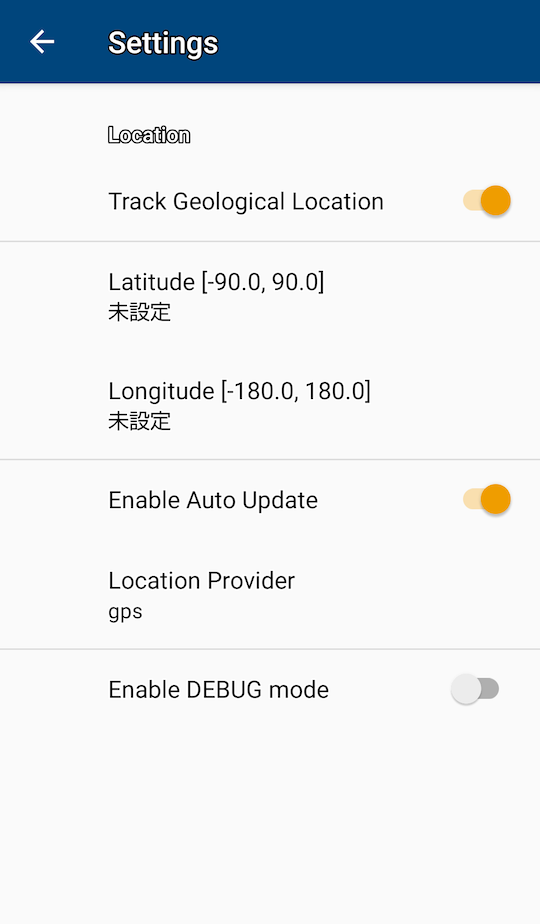 Settings
Location
Track Geological Location
Latitude [-90.0, 90.0]
未設定
Longitude [-180.0, 180.0]
未設定
Enable Auto Update
Location Provider
gps
Enable DEBUG mode